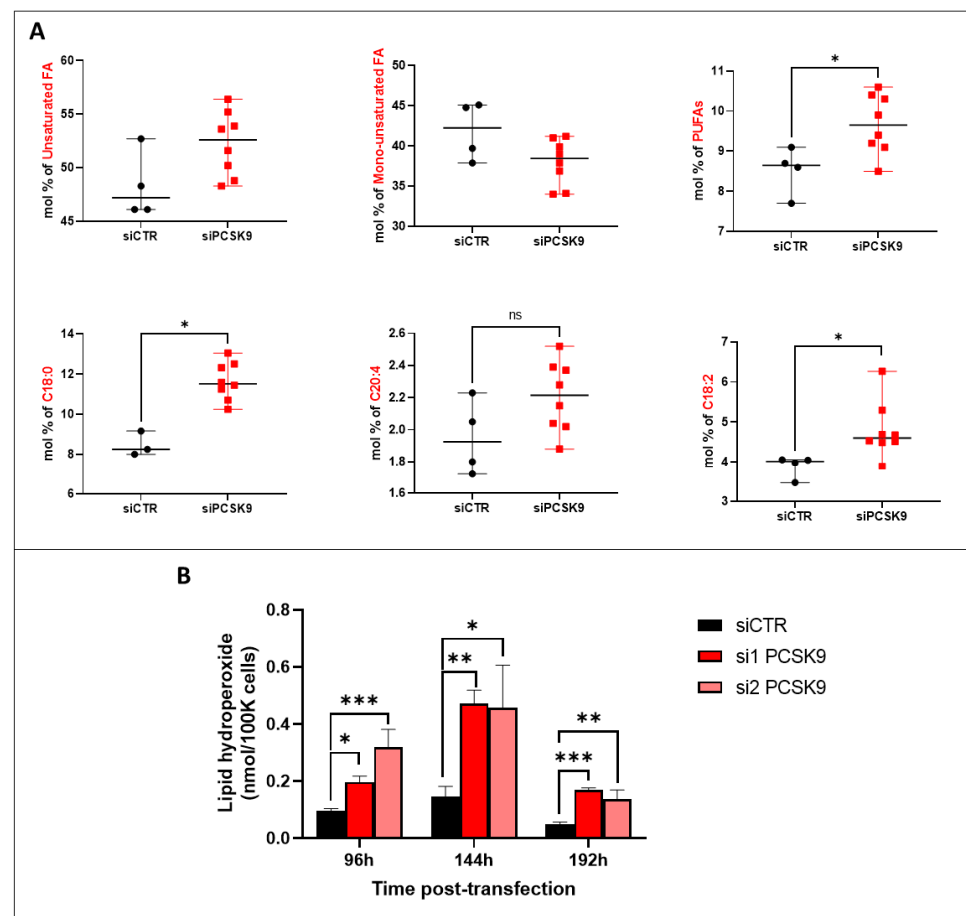 A
mol % of Unsaturated FA
60
55
50
45
siCTR
siPCSK9
mol % of Mono-unsaturated FA
50
45
40
35
30
siCTR
siPCSK9
mol % of PUFAs
11
10
9
8
7
*
siCTR
siPCSK9
mol % of C18:0
14
12
10
8
6
*
siCTR
siPCSK9
mol % of C20:4
2.6
2.4
2.2
2.0
1.8
1.6
ns
siCTR
siPCSK9
mol % of C18:2
7
6
5
4
3
*
siCTR
siPCSK9
B
Lipid hydroperoxide
(nmol/100K cells)
0.8
0.6
0.4
0.2
0.0
***
*
*
**
**
***
96h
144h
192h
Time post-transfection
siCTR
si1 PCSK9
si2 PCSK9